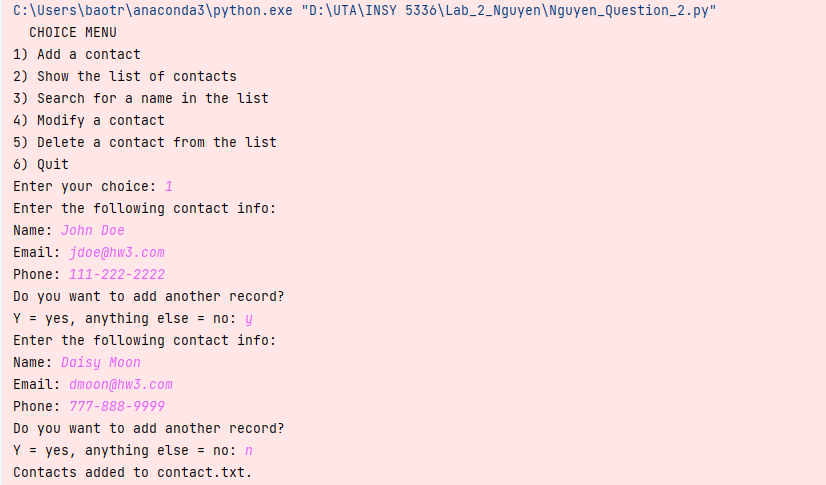 C:\Users\baotr\anaconda3\python.exe "D:\UTA\INSY 5336\Lab_2_Nguyen\Nguyen_Question_2.py"
CHOICE MENU
1) Add a contact
2) Show the list of contacts
3) Search for a name in the list
4) Modify a contact
5) Delete a contact from the list
6) Quit
Enter your choice: 1
Enter the following contact info:
Name: John Doe
Email: jdoe@hw3.com
Phone: 111-222-2222
Do you want to add another record?
Y = yes, anything else = no: y
Enter the following contact info:
Name: Daisy Moon
Email: dmoon@hw3.com
Phone: 777-888-9999
Do you want to add another record?
Y = yes, anything else = no: n
Contacts added to contact.txt.